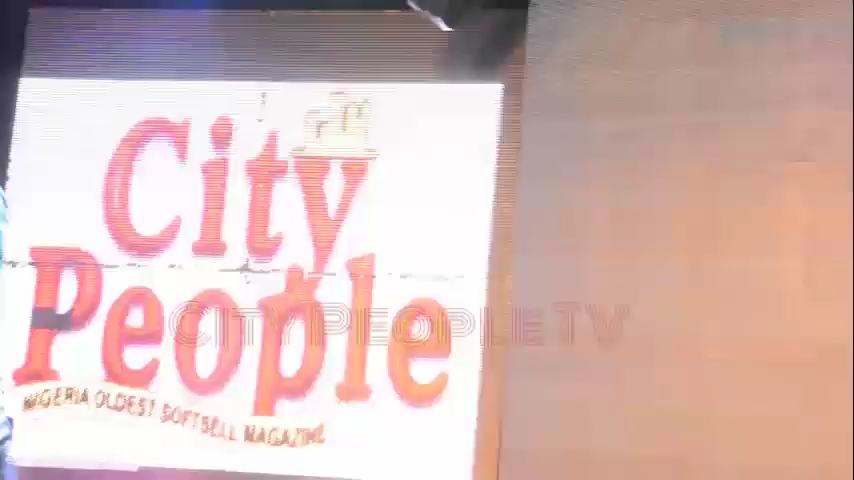 City
People
NIGERIA OLDEST SOFTSELL MAGAZINE
CITYPEOPLETV